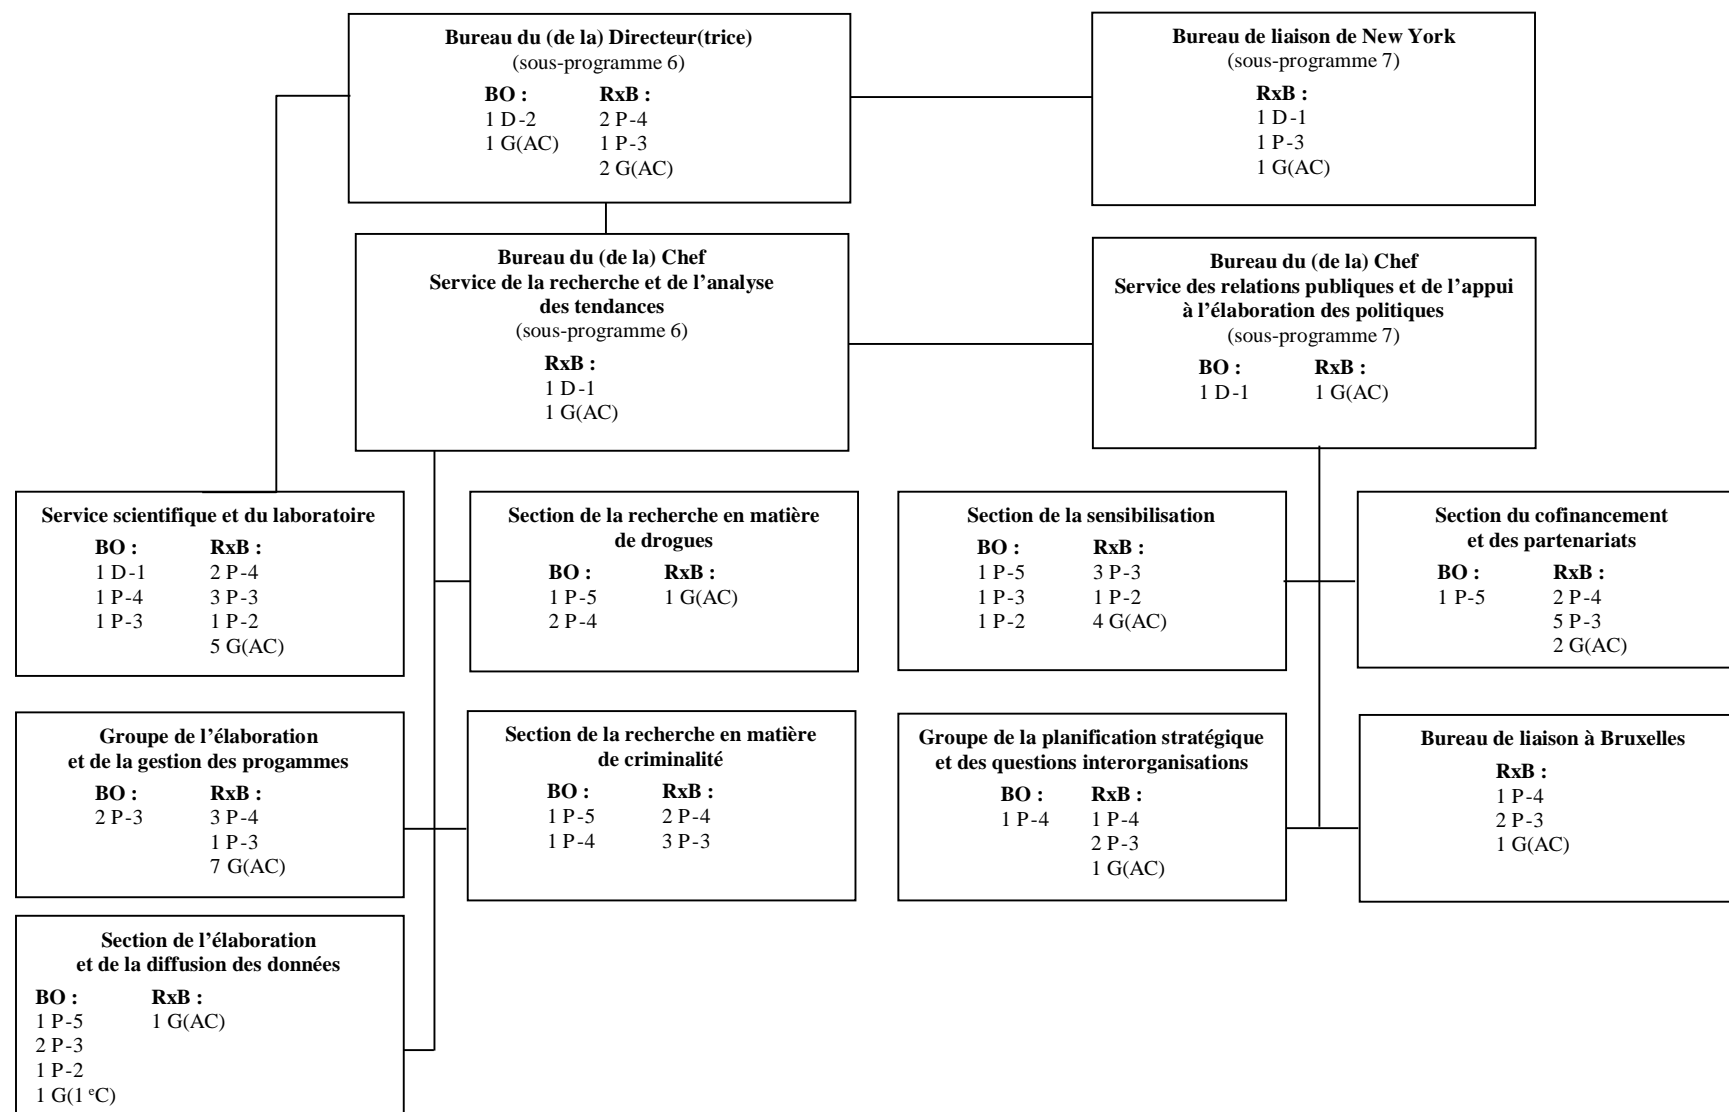 Bureau du (de la) Directeur(trice)
(sous-programme 6)
BO : RxB :
1 D-2 2 P-4
1 G(AC) 1 P-3
2 G(AC)
Bureau de liaison de New York
(sous-programme 7)
RxB :
1 D-1
1 P-3
1 G(AC)
Bureau du (de la) Chef
Service de la recherche et de l’analyse
des tendances
(sous-programme 6)
RxB :
1 D-1
1 G(AC)
Bureau du (de la) Chef
Service des relations publiques et de l’appui
à l’élaboration des politiques
(sous-programme 7)
BO : RxB :
1 D-1 1 G(AC)
Service scientifique et du laboratoire
BO : RxB :
1 D-1 2 P-4
1 P-4 3 P-3
1 P-3 1 P-2
5 G(AC)
Section de la recherche en matière
de drogues
BO : RxB :
1 P-5 1 G(AC)
2 P-4
Section de la sensibilisation
BO : RxB :
1 P-5 3 P-3
1 P-3 1 P-2
1 P-2 4 G(AC)
Section du cofinancement
et des partenariats
BO : RxB :
1 P-5 2 P-4
5 P-3
2 G(AC)
Groupe de l’élaboration
et de la gestion des progammes
BO : RxB :
2 P-3 3 P-4
1 P-3
7 G(AC)
Section de la recherche en matière
de criminalité
BO : RxB :
1 P-5 2 P-4
1 P-4 3 P-3
Groupe de la planification stratégique
et des questions interorganisations
BO : RxB :
1 P-4 1 P-4
2 P-3
1 G(AC)
Bureau de liaison à Bruxelles
RxB :
1 P-4
2 P-3
1 G(AC)
Section de l’élaboration
et de la diffusion des données
BO : RxB :
1 P-5 1 G(AC)
2 P-3
1 P-2
1 G(1 eC)